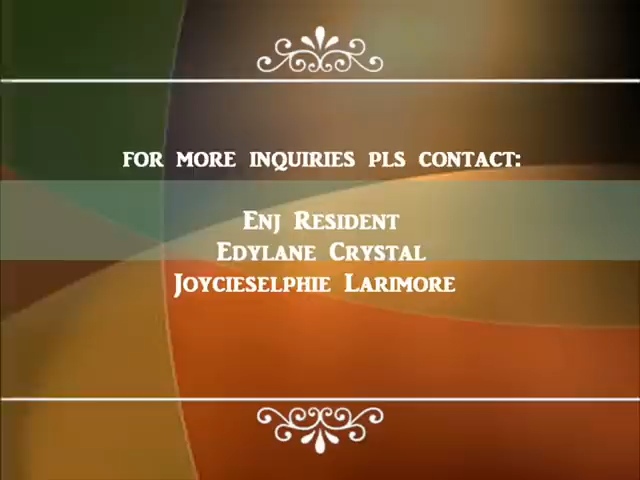 FOR MORE INQUIRIES PLS CONTACT:
ENJ RESIDENT
EDYLANE CRYSTAL
JOYCIESELPHIE LARIMORE